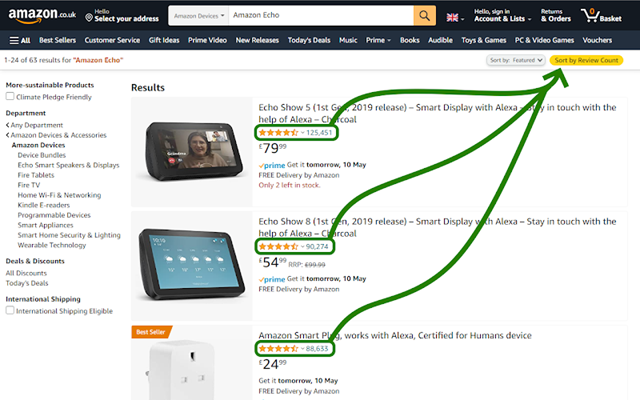 amazon.co.uk
Hello
Select your address
Amazon Devices
Amazon Echo
Hello, sign in
Account & Lists
Returns
& Orders
0
Basket
All
Best Sellers
Customer Service
Gift Ideas
Prime Video
New Releases
Today's Deals
Music
Prime
Books
Audible
Toys & Games
PC & Video Games
Vouchers
1-24 of 63 results for "Amazon Echo"
Sort by: Featured
Sort by Review Count
More-sustainable Products
Climate Pledge Friendly
Department
Any Department
Amazon Devices & Accessories
Amazon Devices
Device Bundles
Echo Smart Speakers & Displays
Fire Tablets
Fire TV
Home Wi-Fi & Networking
Kindle E-readers
Programmable Devices
Smart Appliances
Smart Home Security & Lighting
Wearable Technology
Deals & Discounts
All Discounts
Today's Deals
International Shipping
International Shipping Eligible
Results
Echo Show 5 (1st Gen, 2019 release) – Smart Display with Alexa – Stay in touch with the
help of Alexa – Charcoal
125,451
£79 99
prime Get it tomorrow, 10 May
FREE Delivery by Amazon
Only 2 left in stock.
Echo Show 8 (1st Gen, 2019 release) – Smart Display with Alexa – Stay in touch with the
help of Alexa – Charcoal
90,274
£54 99 RRP: £99.99
prime Get it tomorrow, 10 May
FREE Delivery by Amazon
Best Seller
Amazon Smart Plug, works with Alexa, Certified for Humans device
88,633
£24 99
Get it tomorrow, 10 May
FREE Delivery by Amazon